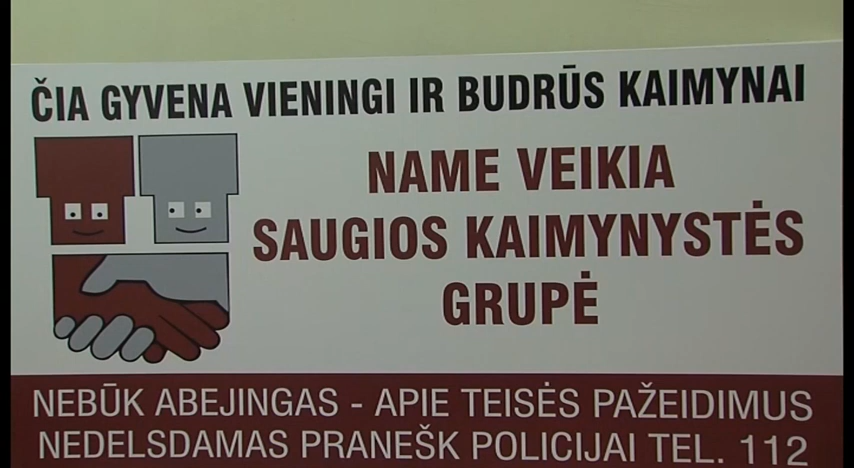 ČIA GYVENA VIENINGI IR BUDRŪS KAIMYNAI
NAME VEIKIA
SAUGIOS KAIMYNYSTĖS
GRUPĖ
NEBŪK ABEJINGAS - APIE TEISĖS PAŽEIDIMUS
NEDELSDAMAS PRANEŠK POLICIJAI TEL. 112